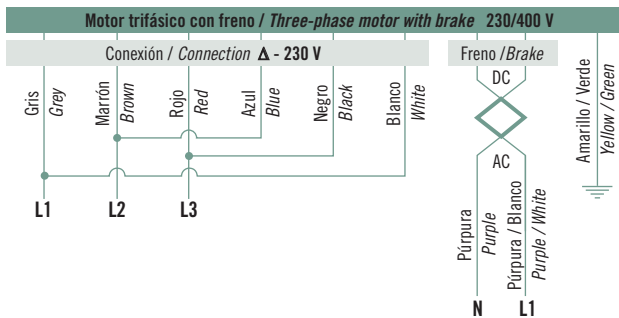 Motor trifásico con freno / Three-phase motor with brake 230/400 V
Conexión / Connection Δ - 230 V
Freno /Brake
Gris
Grey
Marrón
Brown
Rojo
Red
Azul
Blue
Negro
Black
Blanco
White
DC
AC
Amarillo / Verde
Yellow / Green
L1
L2
L3
Púrpura
Purple
Púrpura / Blanco
Purple / White
N
L1